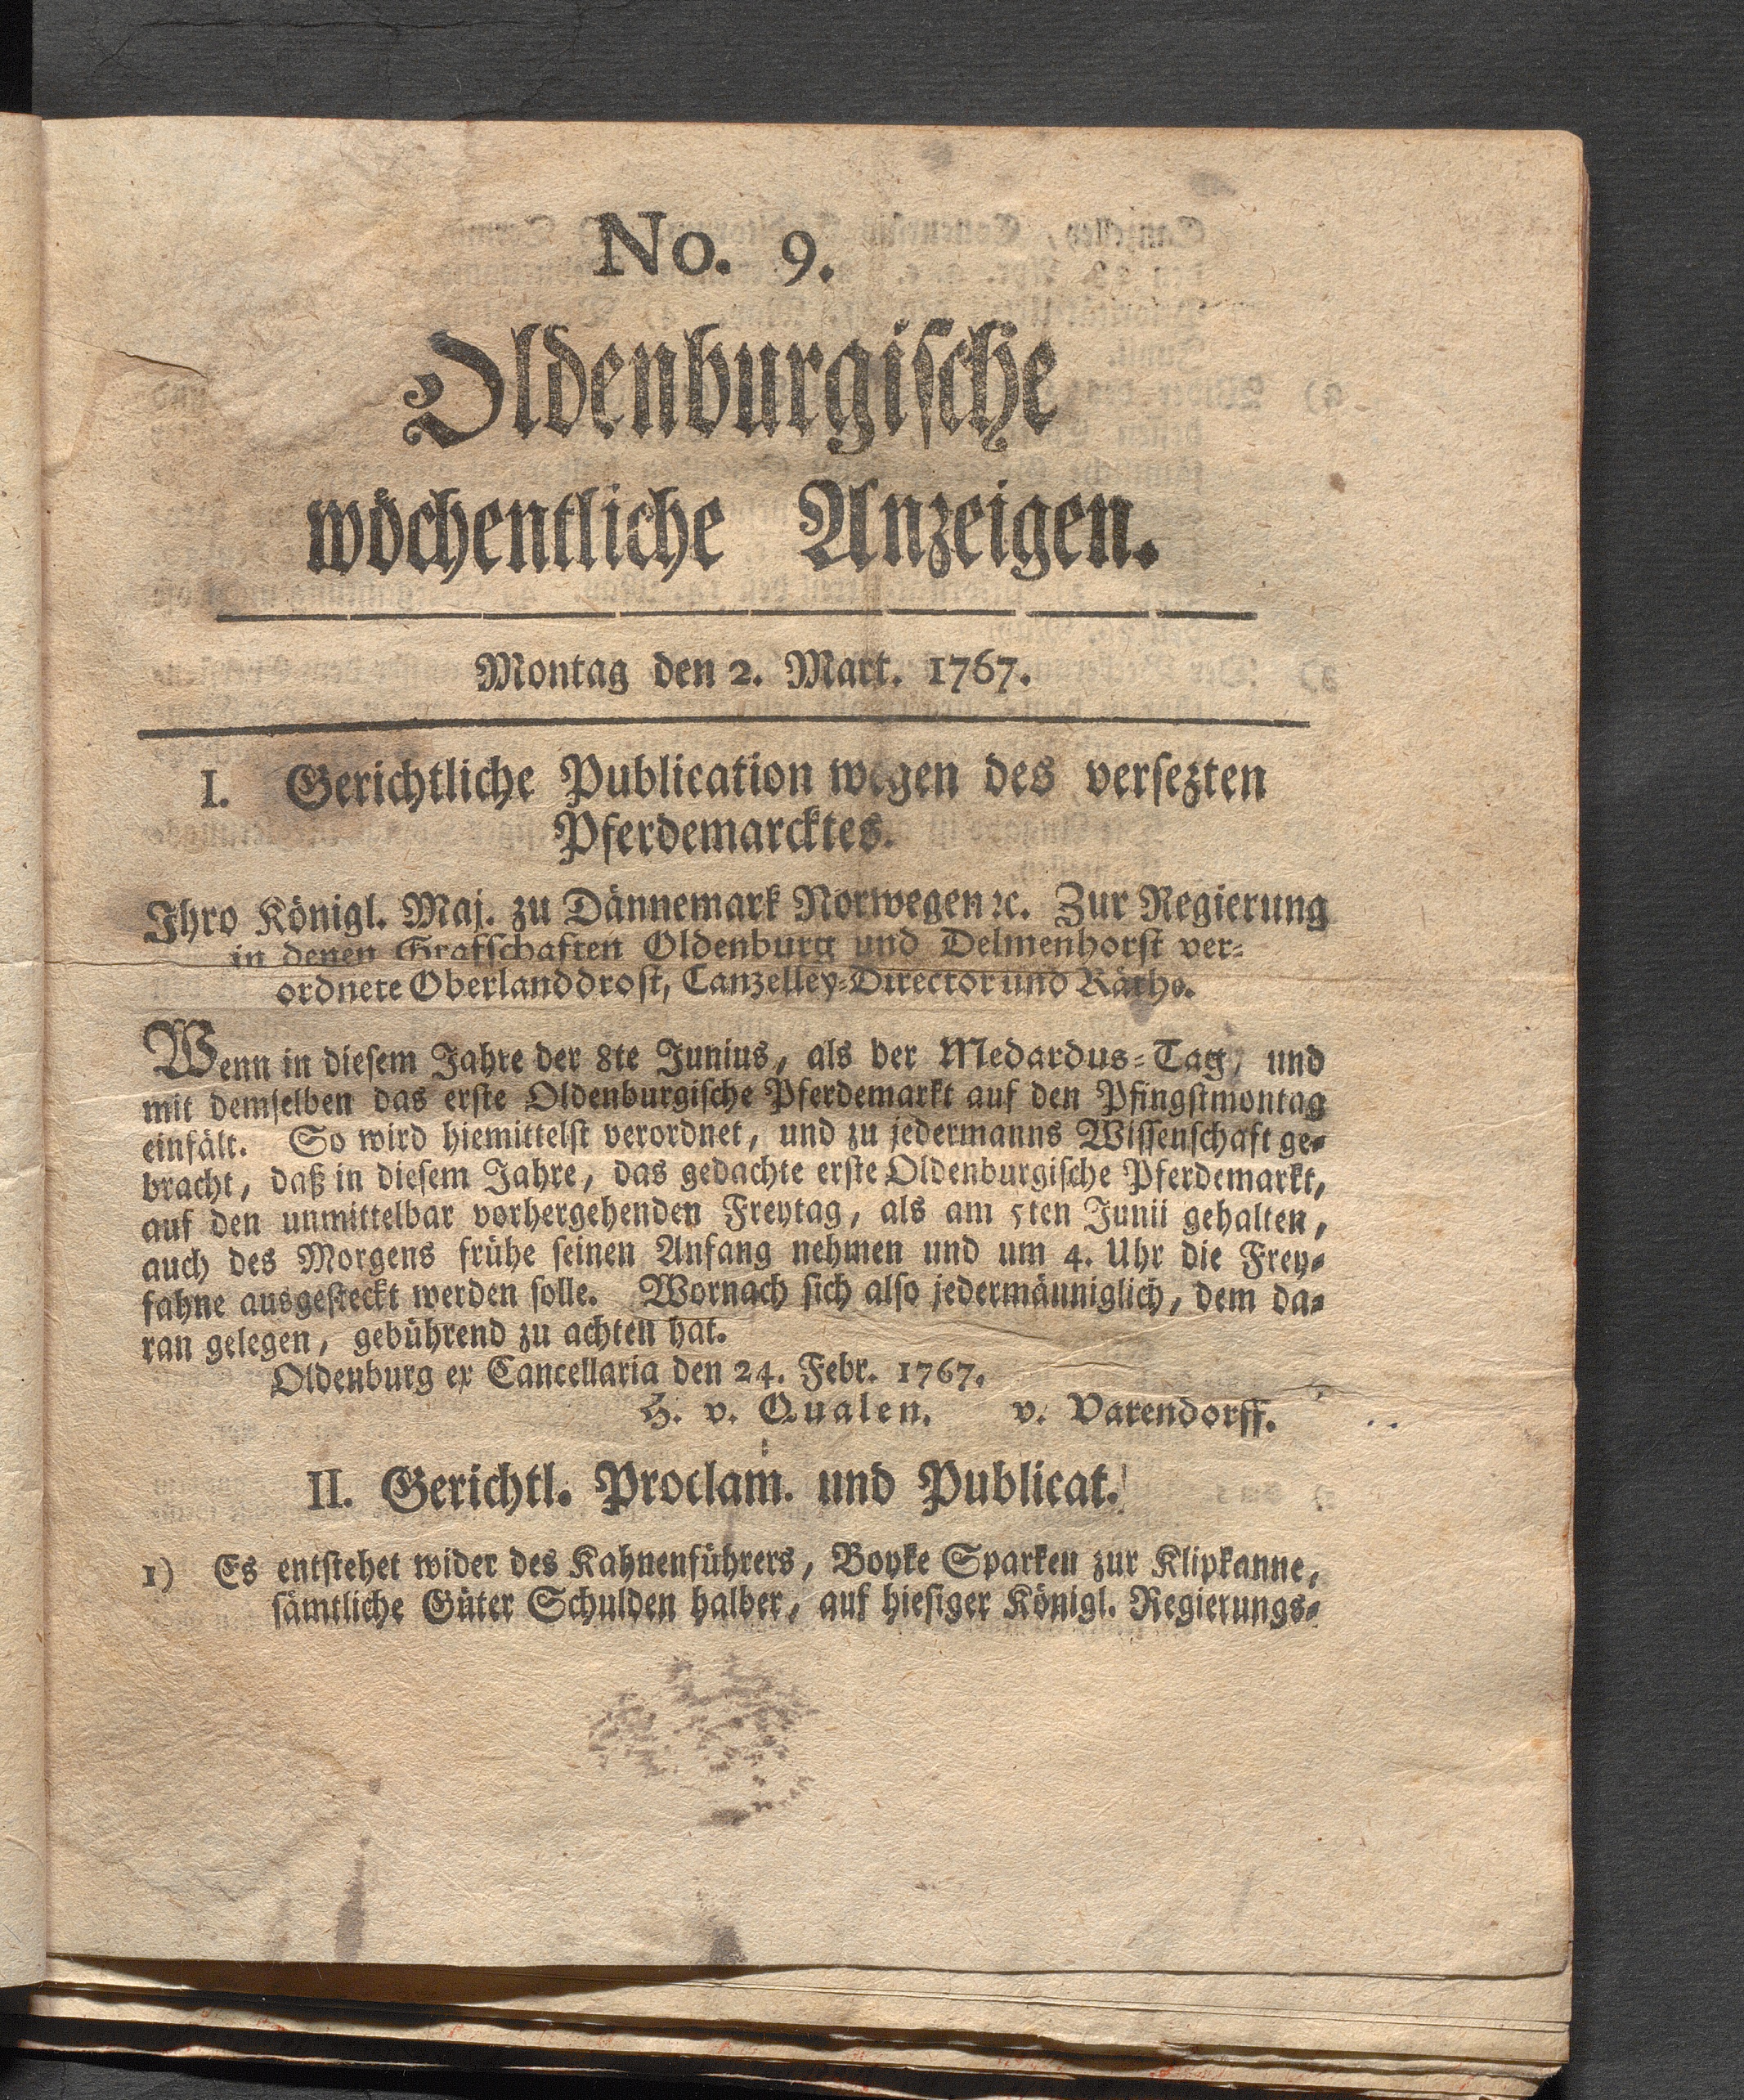 No. 9.
Oldenburgische
wöchentliche Anzeigen.
Montag den 2. Mart. 1767.
I. Gerichtliche Publication wegen des versezten
Pferdemarcktes.
Ihro Königl. Maj. zu Dännemark Norwegen ꝛc. Zur Regierung
in denen Grafschaften Oldenburg und Delmenhorst ver-
ordnete Oberlanddrost, Canzelley-Director und Räthe.
Wenn in diesem Jahre der 8te Junius, als der Medardus-Tag, und
mit demselben das erste Oldenburgische Pferdemarkt auf den Pfingstmontag
einfält. So wird hiemittelst verordnet, und zu jedermanns Wissenschaft ge-
bracht, daß in diesem Jahre, das gedachte erste Oldenburgische Pferdemarkt,
auf den unmittelbar vorhergehenden Freytag, als am 5ten Junii gehalten,
auch des Morgens frühe seinen Anfang nehmen und um 4. Uhr die Frey-
fahne ausgesteckt werden solle. Wornach sich also jedermänniglich, dem da-
ran gelegen, gebührend zu achten hat.
Oldenburg ex Cancellaria den 24. Febr. 1767.
H. v. Qualen. v. Varendorff.
II. Gerichtl. Proclam. und Publicat.
1) Es entstehet wider des Kahnenführers, Boyke Sparken zur Klipkanne,
sämtliche Güter Schulden halber, auf hiesiger Königl. Regierungs-